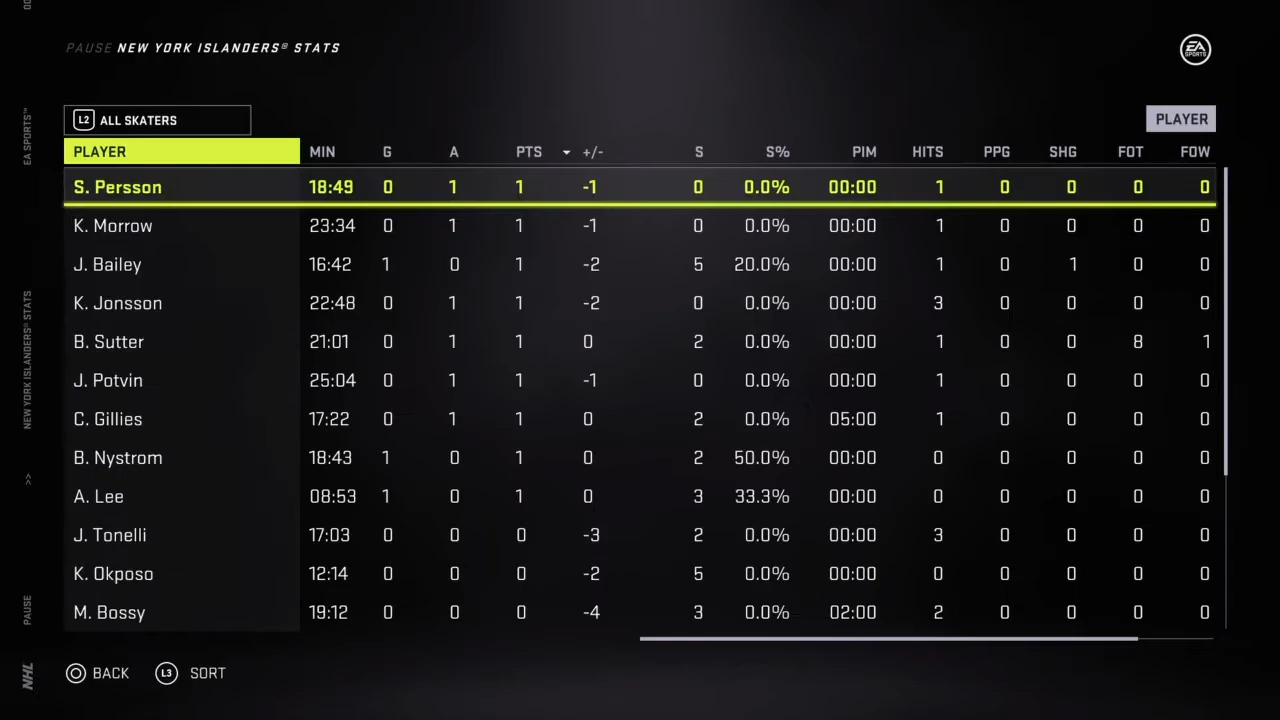 PAUSE NEW YORK ISLANDERS® STATS
EA SPORTS
L2 ALL SKATERS
PLAYER
PLAYER MIN G A PTS +/- S S% PIM HITS PPG SHG FOT FOW
S. Persson 18:49 0 1 1 -1 0 0.0% 00:00 1 0 0 0 0
K. Morrow 23:34 0 1 1 -1 0 0.0% 00:00 1 0 0 0 0
J. Bailey 16:42 1 0 1 -2 5 20.0% 00:00 1 0 1 0 0
K. Jonsson 22:48 0 1 1 -2 0 0.0% 00:00 3 0 0 0 0
B. Sutter 21:01 0 1 1 0 2 0.0% 00:00 1 0 0 8 1
J. Potvin 25:04 0 1 1 -1 0 0.0% 00:00 1 0 0 0 0
C. Gillies 17:22 0 1 1 0 2 0.0% 05:00 1 0 0 0 0
B. Nystrom 18:43 1 0 1 0 2 50.0% 00:00 0 0 0 0 0
A. Lee 08:53 1 0 1 0 3 33.3% 00:00 0 0 0 0 0
J. Tonelli 17:03 0 0 0 -3 2 0.0% 00:00 3 0 0 0 0
K. Okposo 12:14 0 0 0 -2 5 0.0% 00:00 0 0 0 0 0
M. Bossy 19:12 0 0 0 -4 3 0.0% 02:00 2 0 0 0 0
BACK L3 SORT
NHL PAUSE >> NEW YORK ISLANDERS® STATS EA SPORTS™